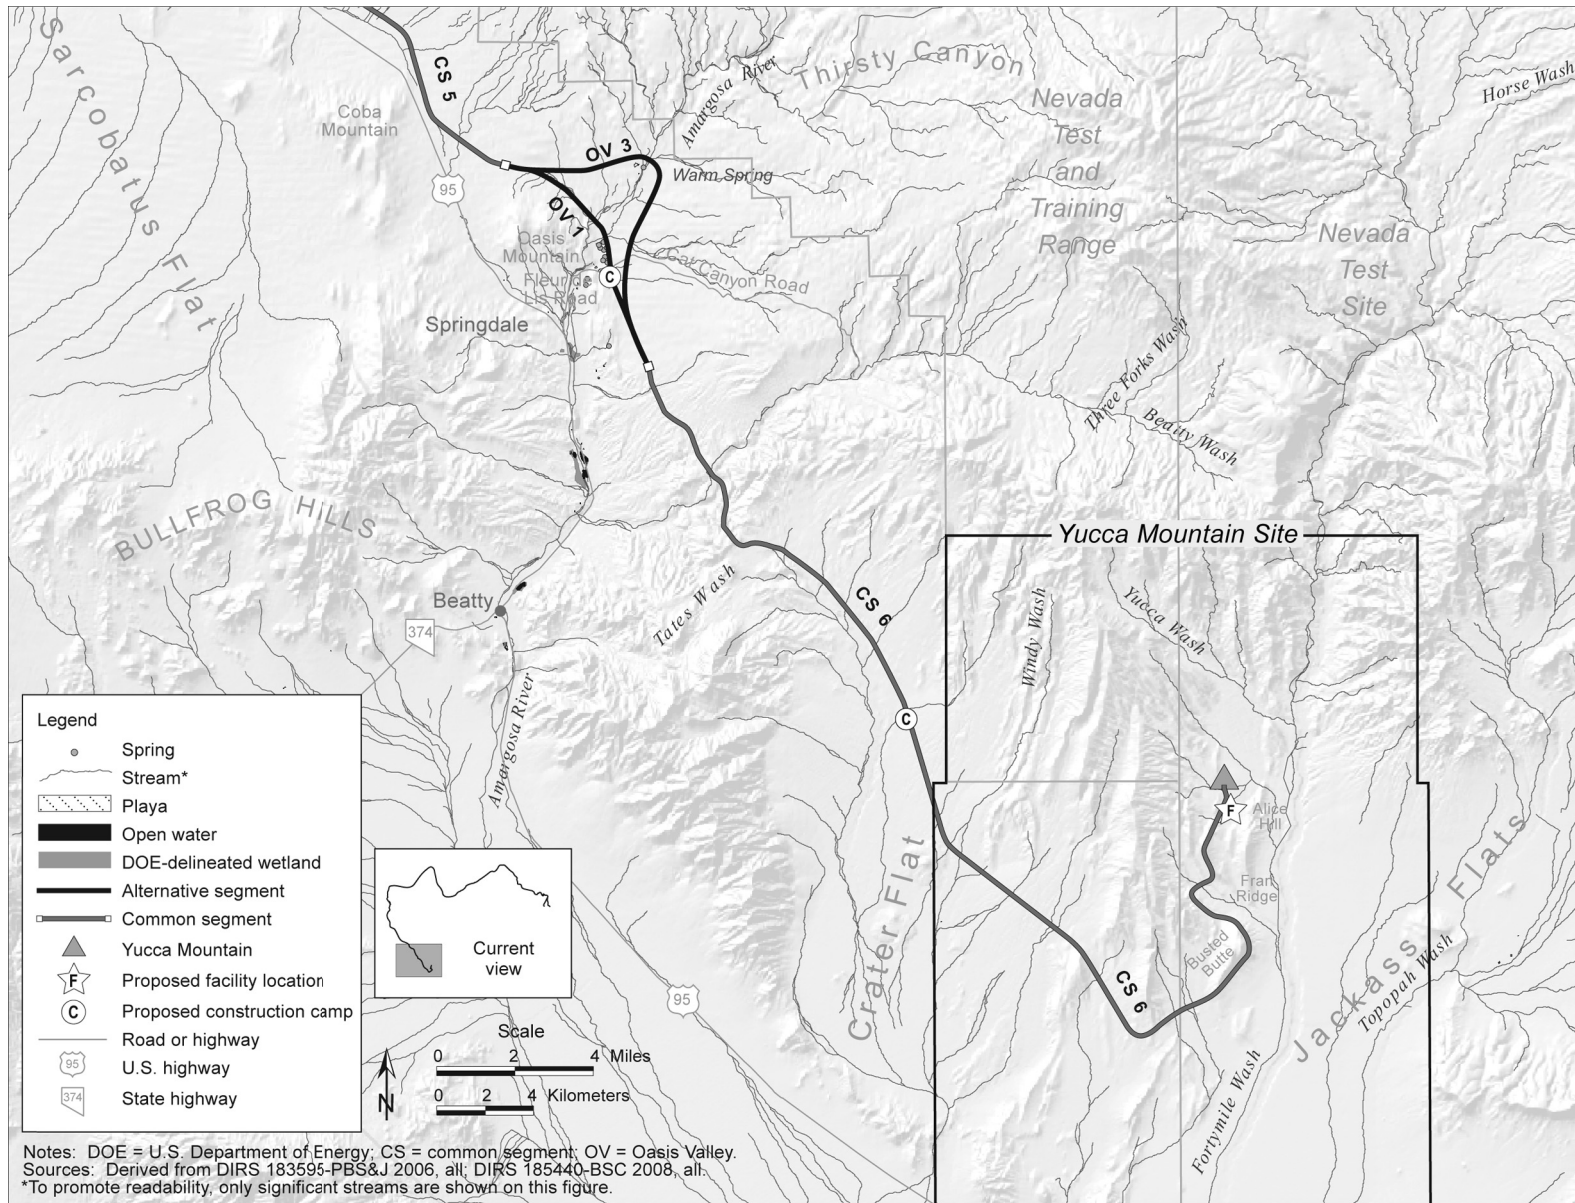 Sarcobatus Flat
CS 5
Coba
Mountain
95
OV 3
OV 1
Amargosa River
Thirsty Canyon
Warm Spring
Nevada
Test
and
Training
Range
Horse Wash
Nevada
Test
Site
Oasis
Mountain
Fleur de
Lis Road
C
Oat Canyon Road
Springdale
Three Forks Wash
Beatty Wash
BULLFROG HILLS
Yucca Mountain Site
Beatty
374
Tates Wash
CS 6
Windy Wash
Yucca Wash
C
Amargosa River
F
Alice
Hill
Fran
Ridge
Busted
Butte
CS 6
Crater Flat
Jackass Flats
Topopah Wash
Fortymile Wash
95
Legend
Spring
Stream*
Playa
Open water
DOE-delineated wetland
Alternative segment
Common segment
Yucca Mountain
F Proposed facility location
C Proposed construction camp
Road or highway
95 U.S. highway
374 State highway
Current
view
Scale
0 2 4 Miles
0 2 4 Kilometers
N
Notes: DOE = U.S. Department of Energy; CS = common segment; OV = Oasis Valley.
Sources: Derived from DIRS 183595-PBS&J 2006, all; DIRS 185440-BSC 2008, all.
*To promote readability, only significant streams are shown on this figure.